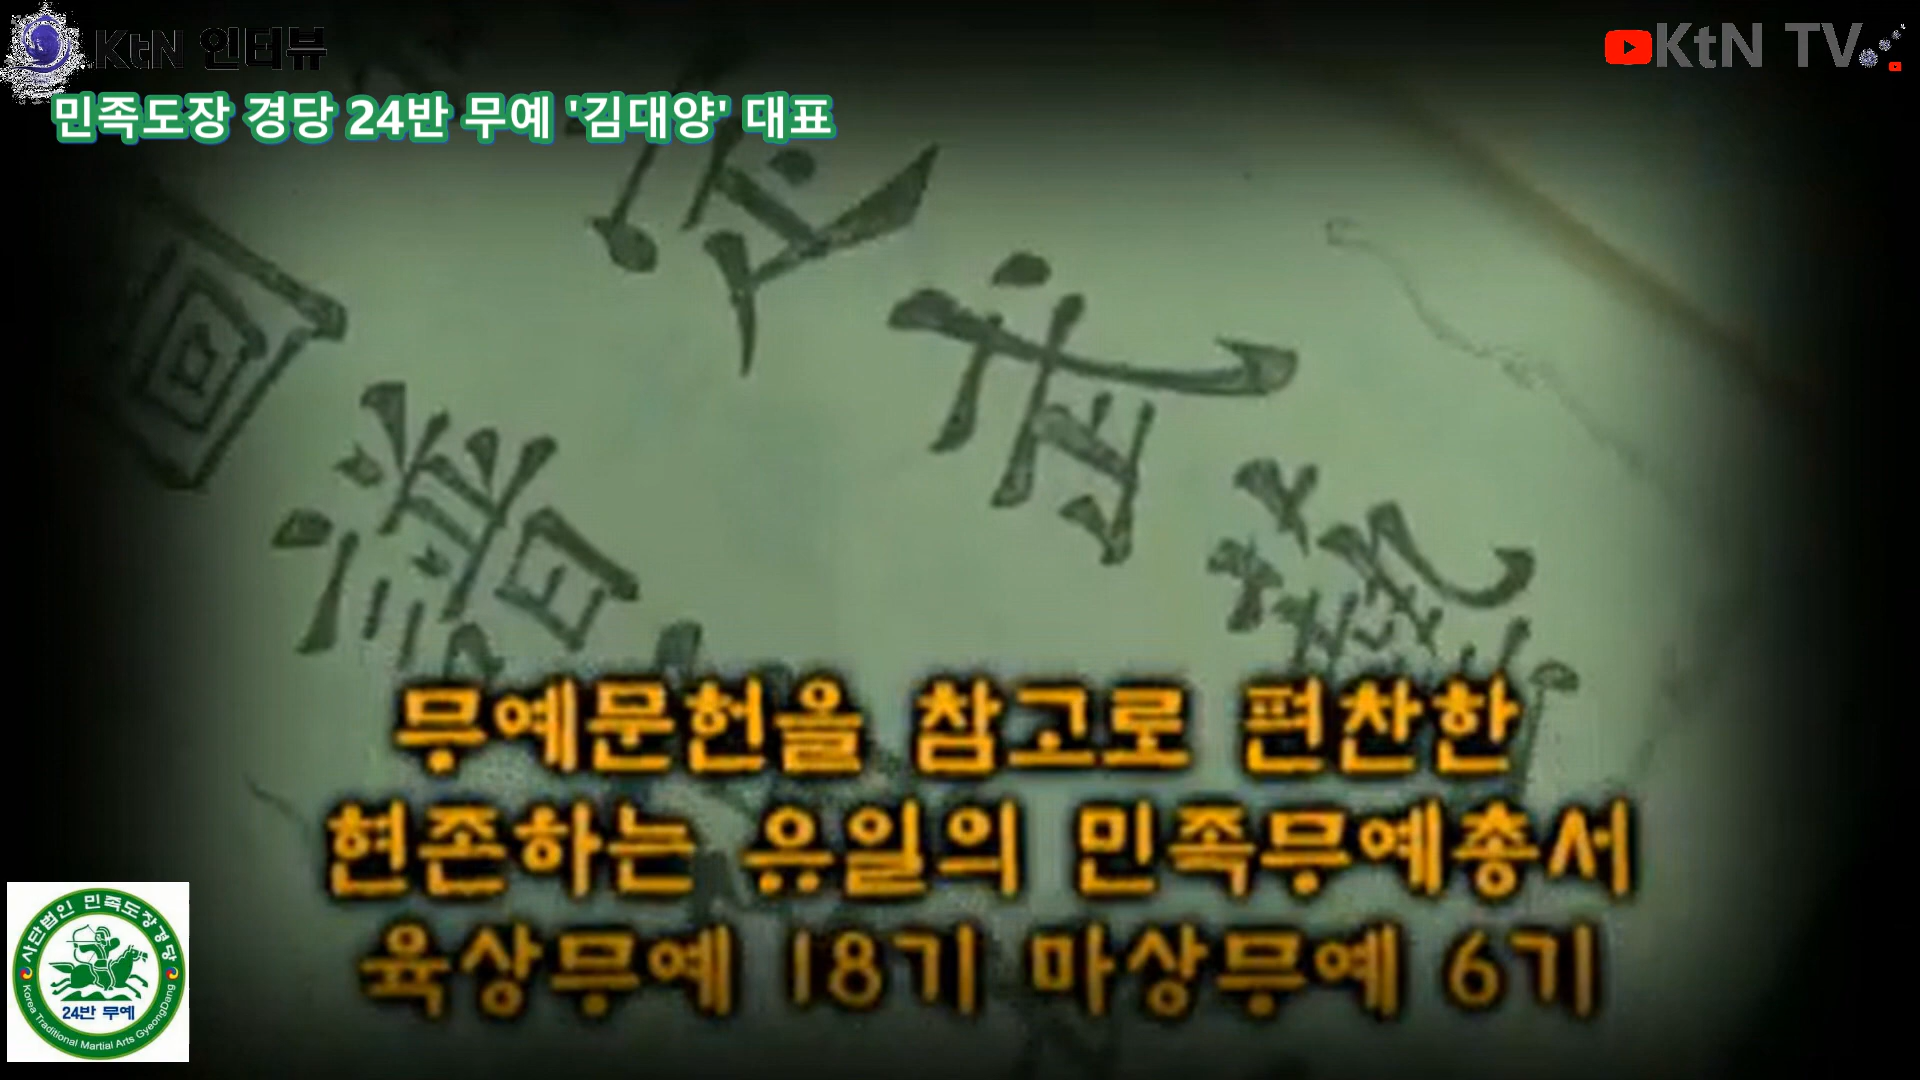 KtN 인터뷰
KtN TV
민족도장 경당 24반 무예 '김대양' 대표
武
藝
圖
譜
무예문헌을 참고로 편찬한
현존하는 유일의 민족무예총서
육상무예 18기 마상무예 6기
사단법인 민족도장경당
24반 무예
Korea Traditional Martial Arts GyeongDang